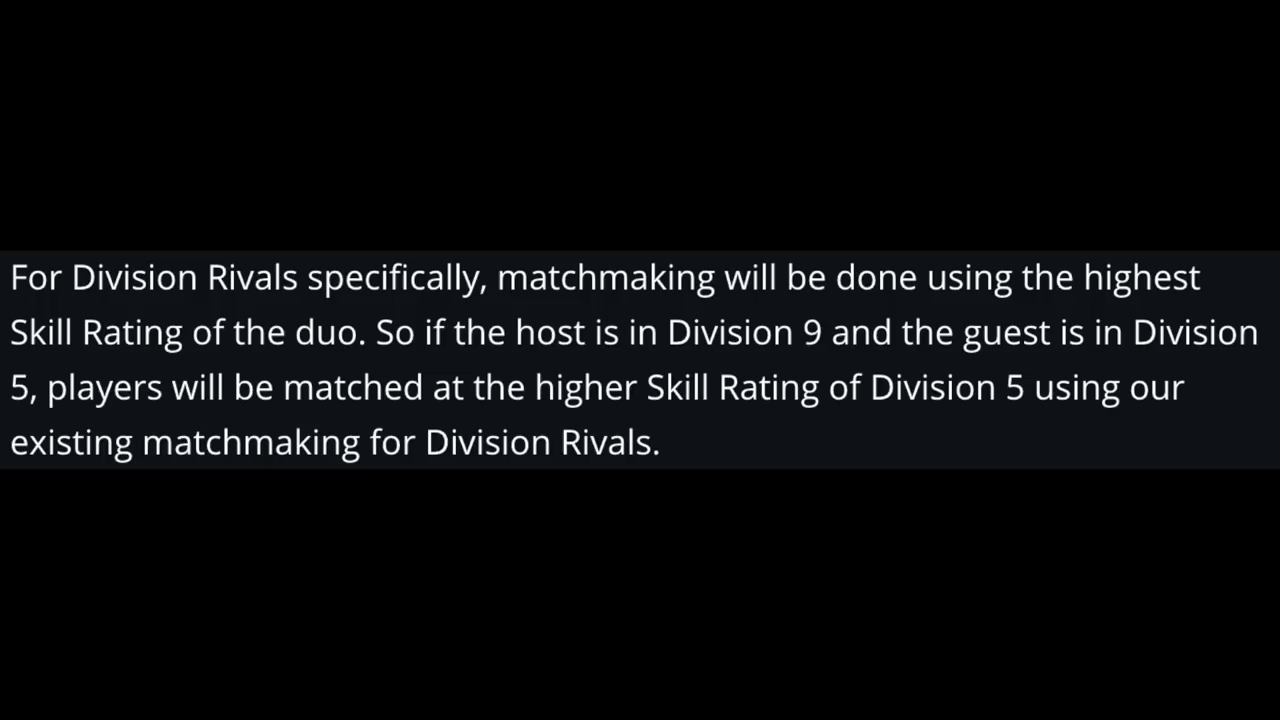 For Division Rivals specifically, matchmaking will be done using the highest
Skill Rating of the duo. So if the host is in Division 9 and the guest is in Division
5, players will be matched at the higher Skill Rating of Division 5 using our
existing matchmaking for Division Rivals.